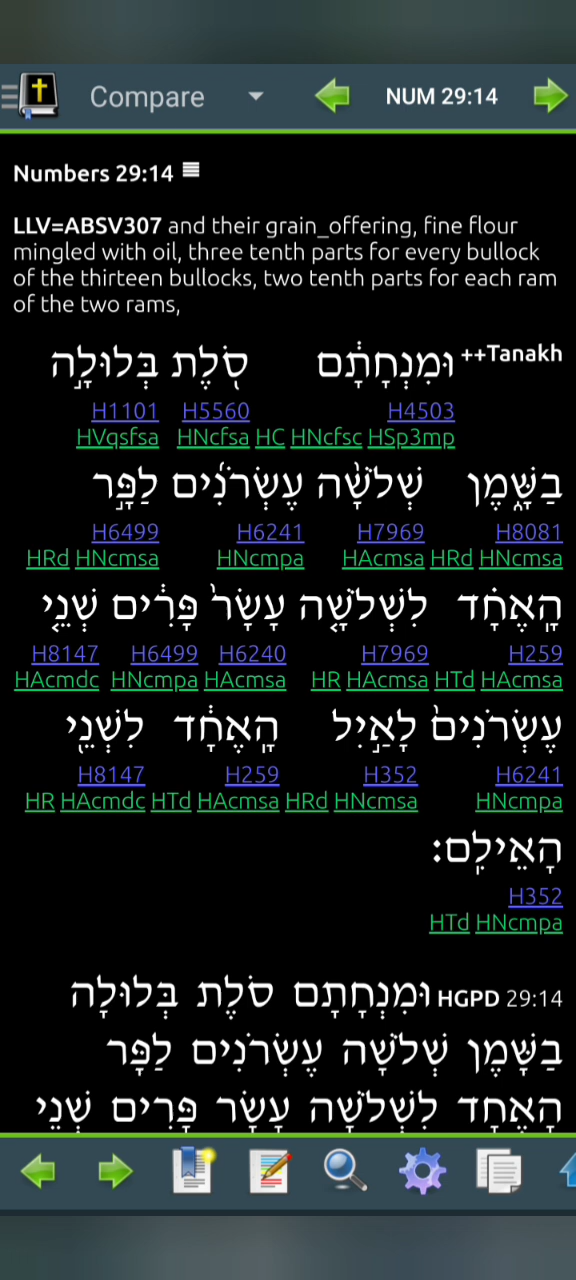 Compare
NUM 29:14
Numbers 29:14
LLV=ABSV307 and their grain_offering, fine flour
mingled with oil, three tenth parts for every bullock
of the thirteen bullocks, two tenth parts for each ram
of the two rams,
++Tanakh וּמִנְחָתָ֔ם סֹ֖לֶת בְּלוּלָ֣ה
H1101 H5560 H4503
HVqsfsa HNcfsa HC HNcfsc HSp3mp
בַשָּׁ֑מֶן שְׁלֹשָׁ֨ה עֶשְׂרֹנִ֜ים לַפָּ֣ר
H6499 H6241 H7969 H8081
HRd HNcmsa HNcmpa HAcmsa HRd HNcmsa
הָֽאֶחָ֗ד לִשְׁלֹשָׁ֤ה עָשָׂר֙ פָּרִ֔ים שְׁנֵ֤י
H8147 H6499 H6240 H7969 H259
HAcmdc HNcmpa HAcmsa HR HAcmsa HTd HAcmsa
עֶשְׂרֹנִים֙ לָאַ֣יִל הָֽאֶחָ֔ד לִשְׁנֵ֖י
H8147 H259 H352 H6241
HR HAcmdc HTd HAcmsa HRd HNcmsa HNcmpa
הָאֵילִֽם׃
H352
HTd HNcmpa
HGPD 29:14 וּמִנְחָתָם סֹלֶת בְּלוּלָה
בַשָּׁמֶן שְׁלֹשָׁה עֶשְׂרֹנִים לַפָּר
הָאֶחָד לִשְׁלֹשָׁה עָשָׂר פָּרִים שְׁנֵי